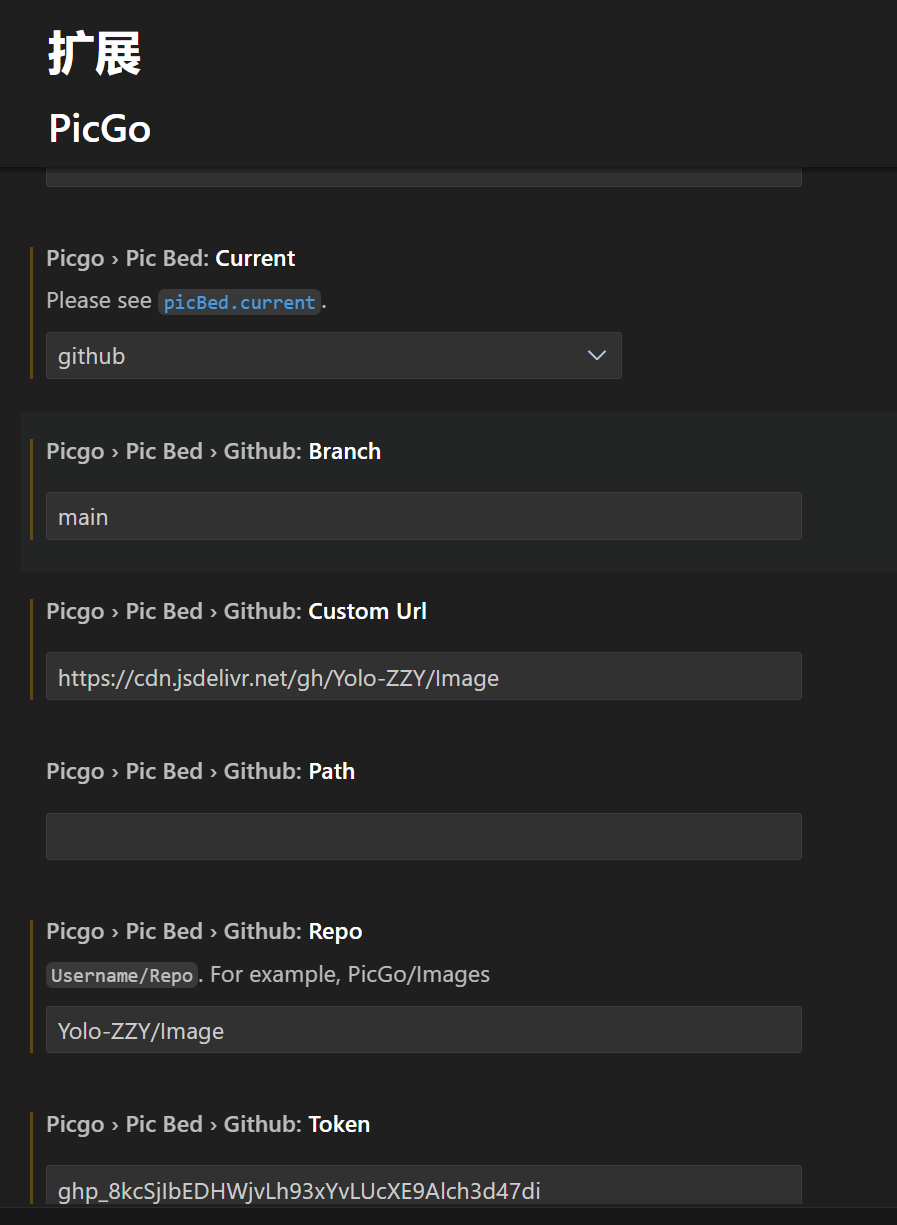 扩展
PicGo
Picgo › Pic Bed: Current
Please see picBed.current.
github
Picgo › Pic Bed › Github: Branch
main
Picgo › Pic Bed › Github: Custom Url
https://cdn.jsdelivr.net/gh/Yolo-ZZY/Image
Picgo › Pic Bed › Github: Path
Picgo › Pic Bed › Github: Repo
Username/Repo. For example, PicGo/Images
Yolo-ZZY/Image
Picgo › Pic Bed › Github: Token
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